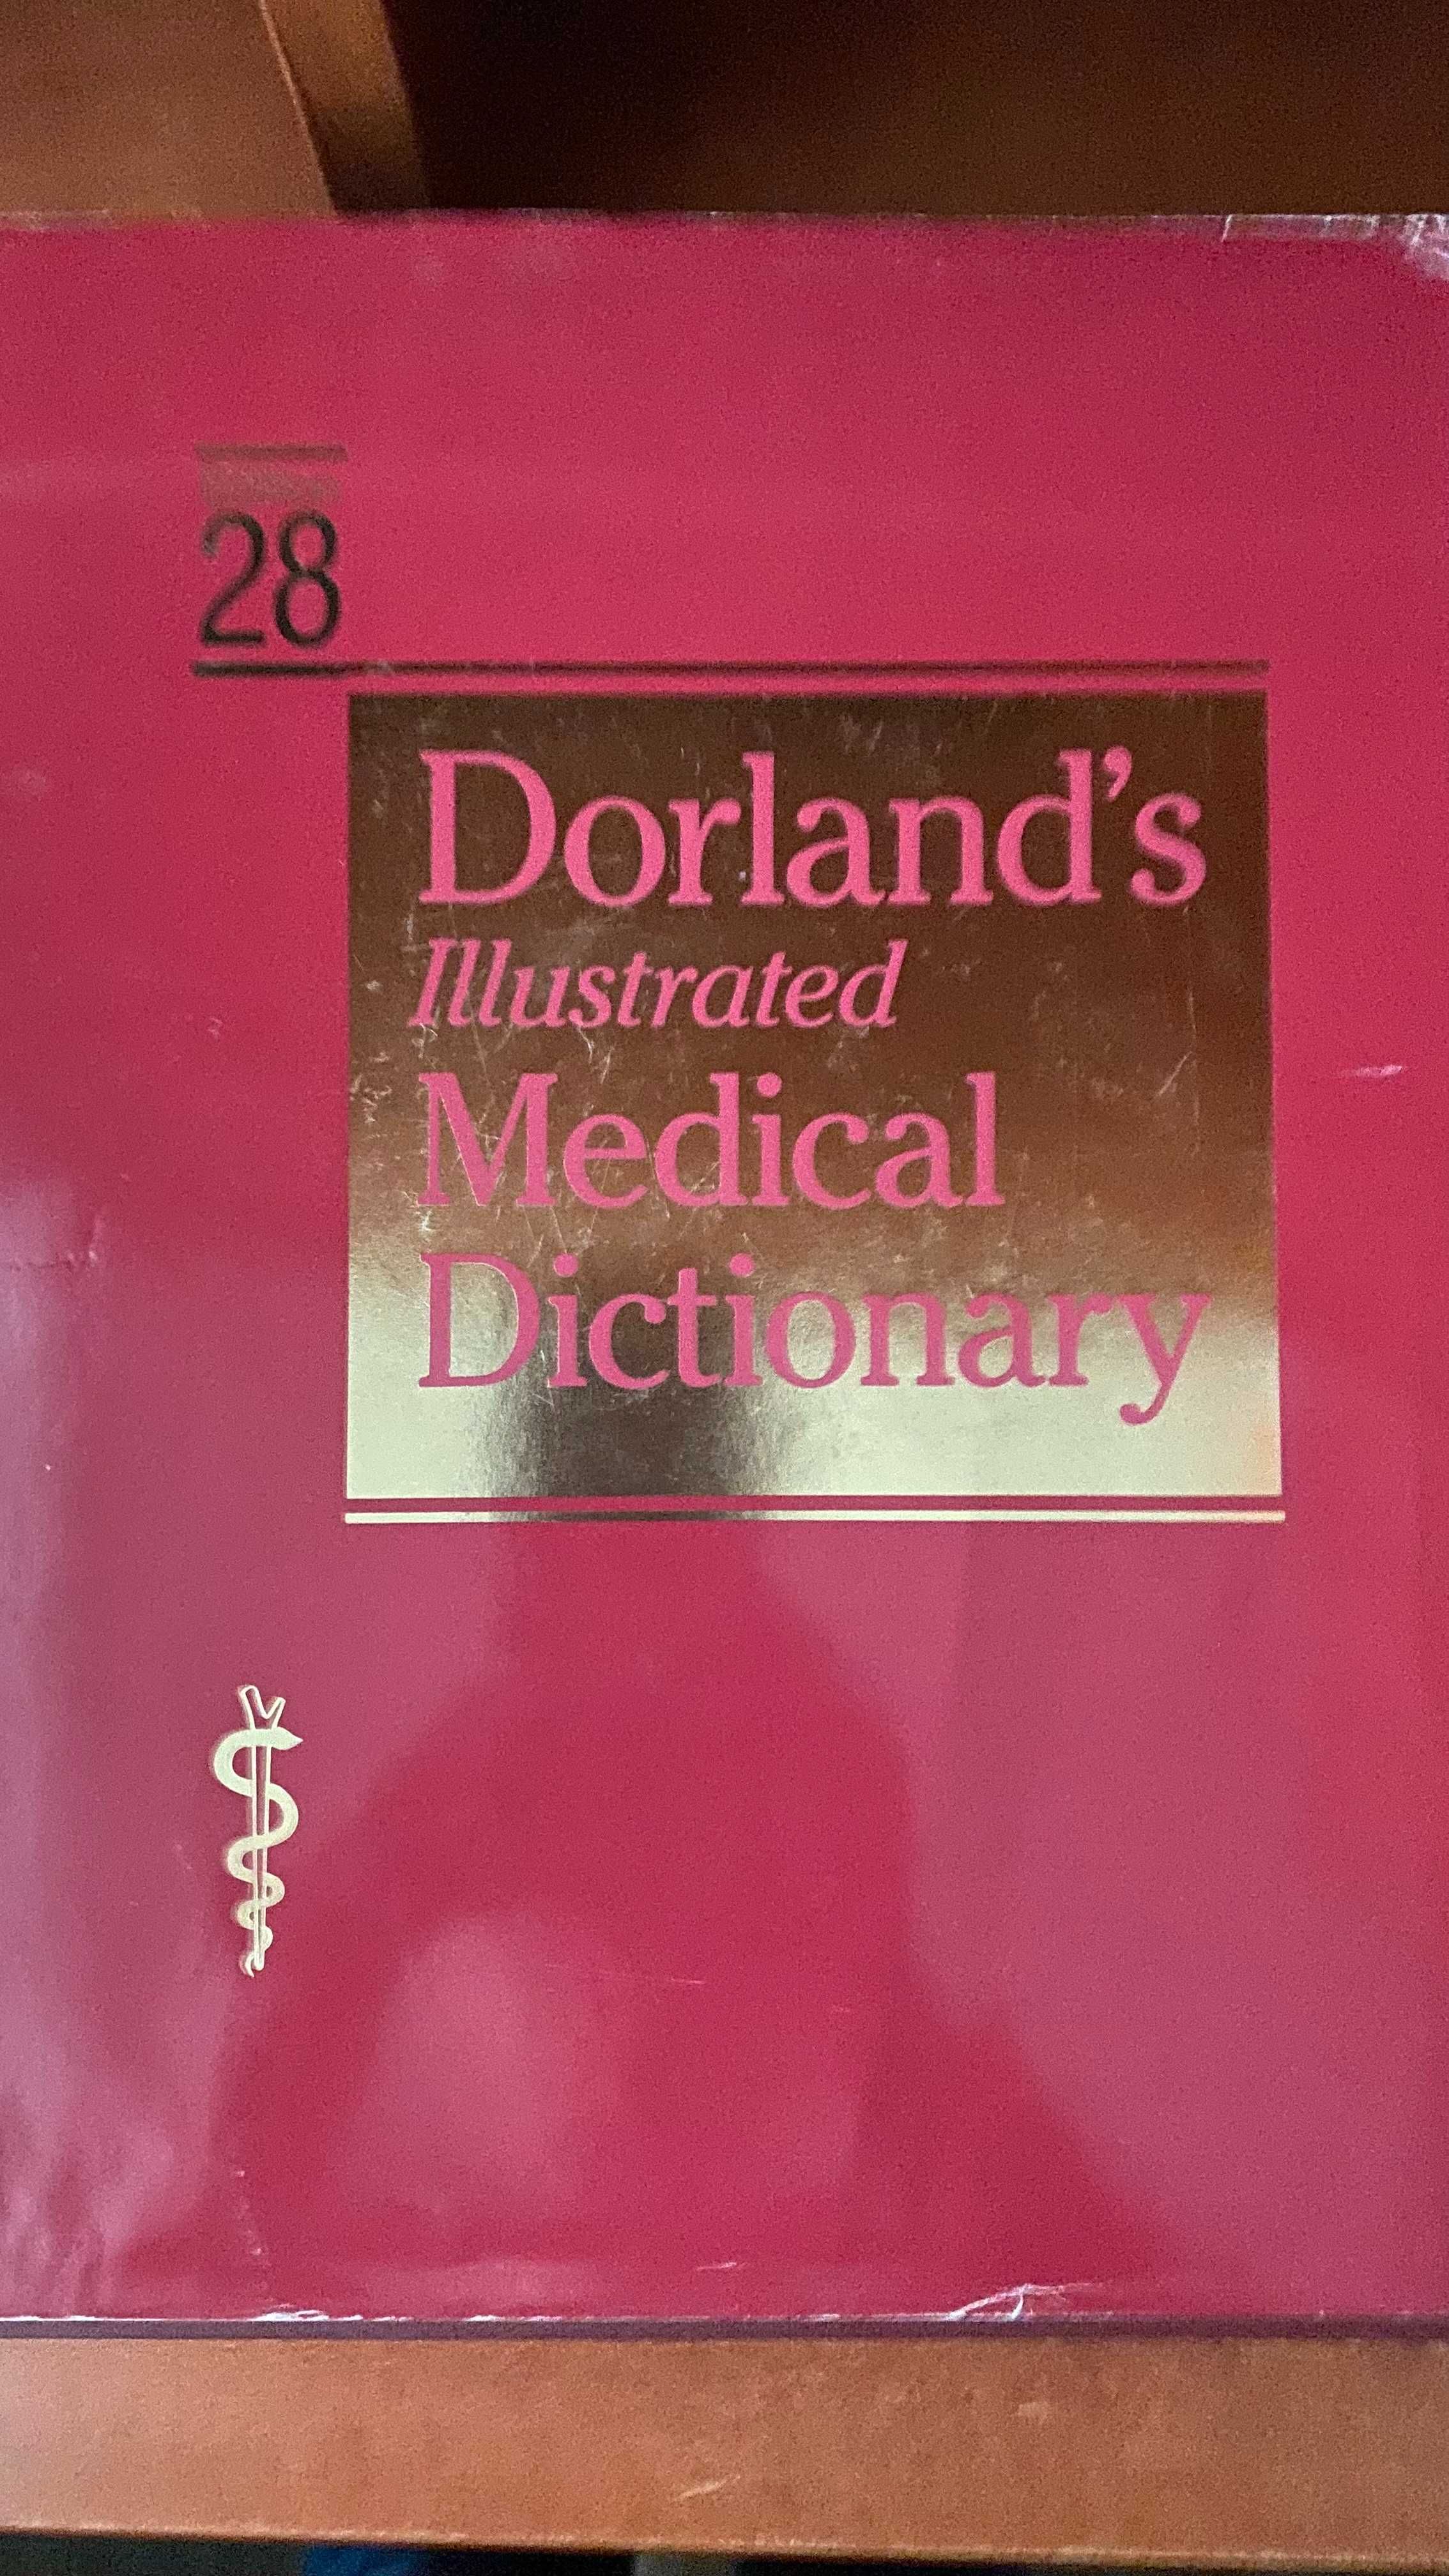 28
Dorland's
Illustrated
Medical
Dictionary